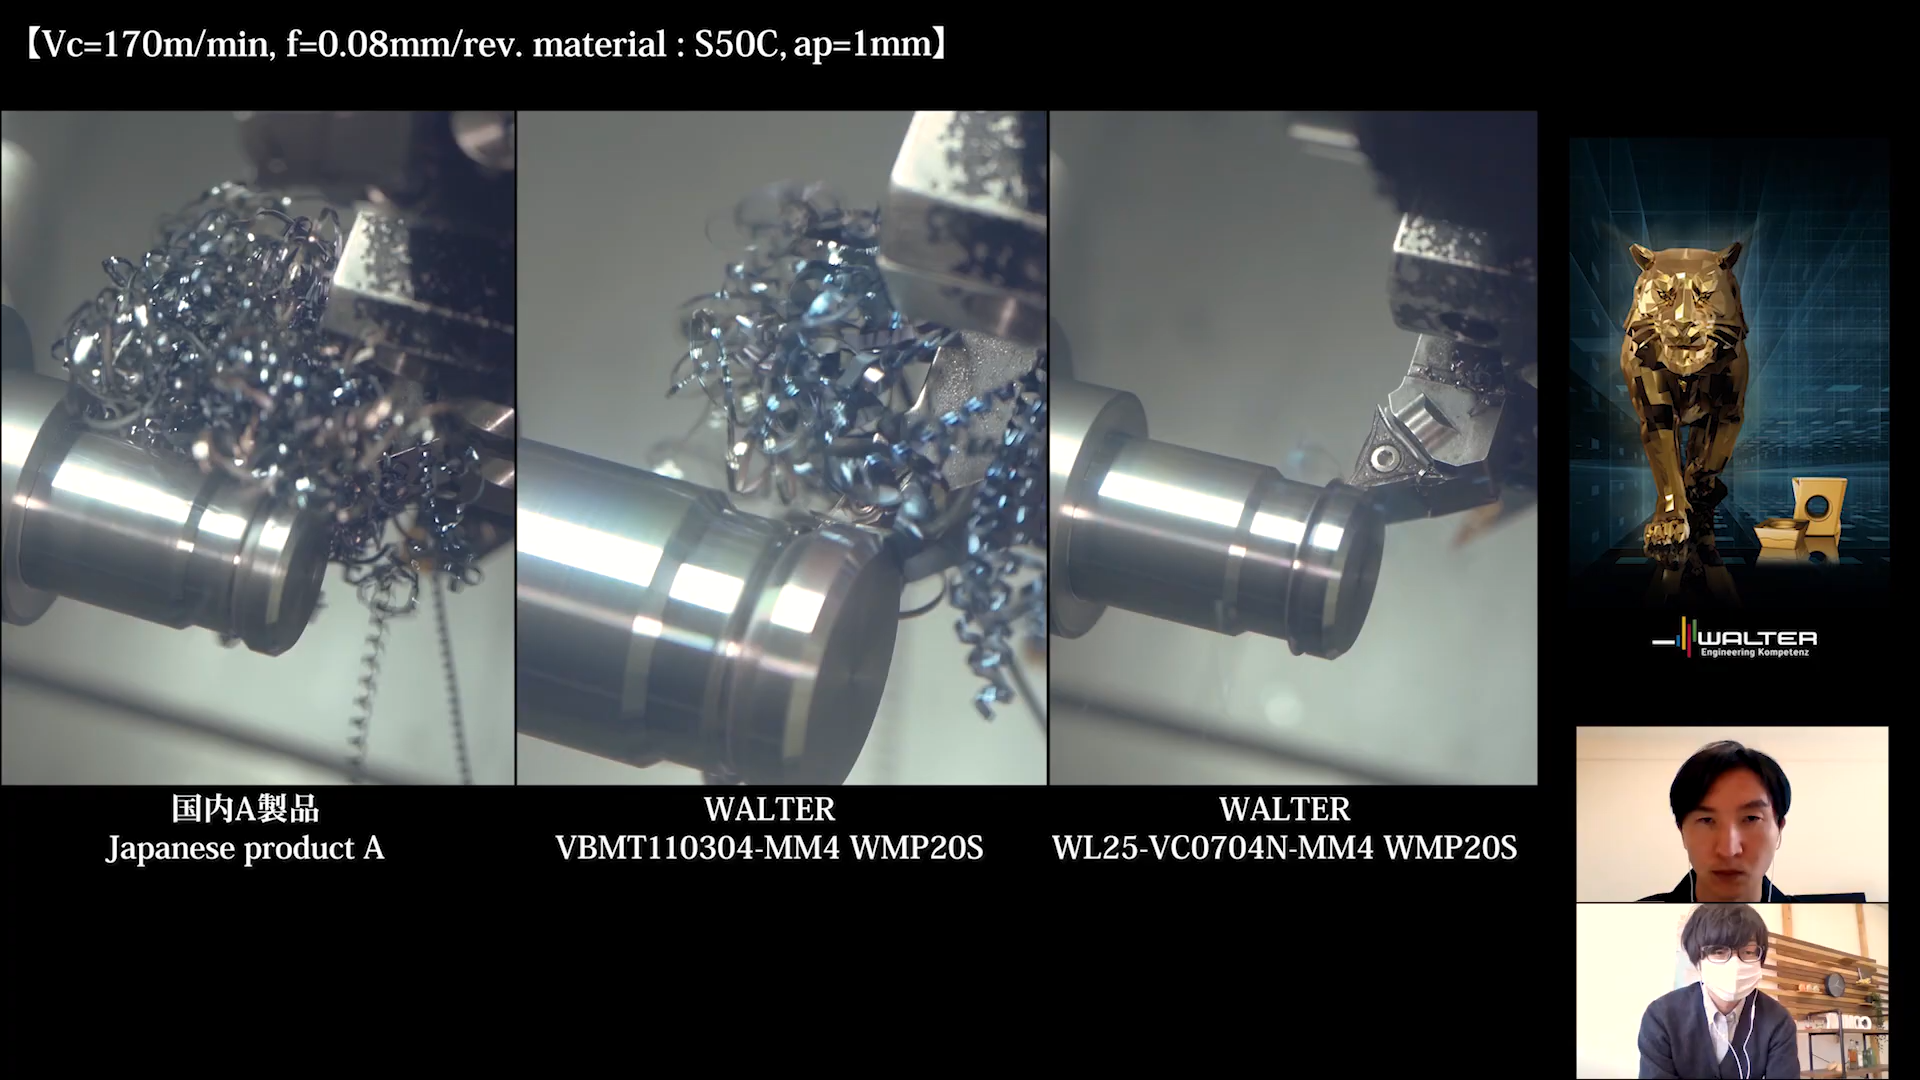 【Vc=170m/min, f=0.08mm/rev. material : S50C, ap=1mm】
国内A製品
Japanese product A
WALTER
VBMT110304-MM4 WMP20S
WALTER
WL25-VC0704N-MM4 WMP20S
WALTER
Engineering Kompetenz